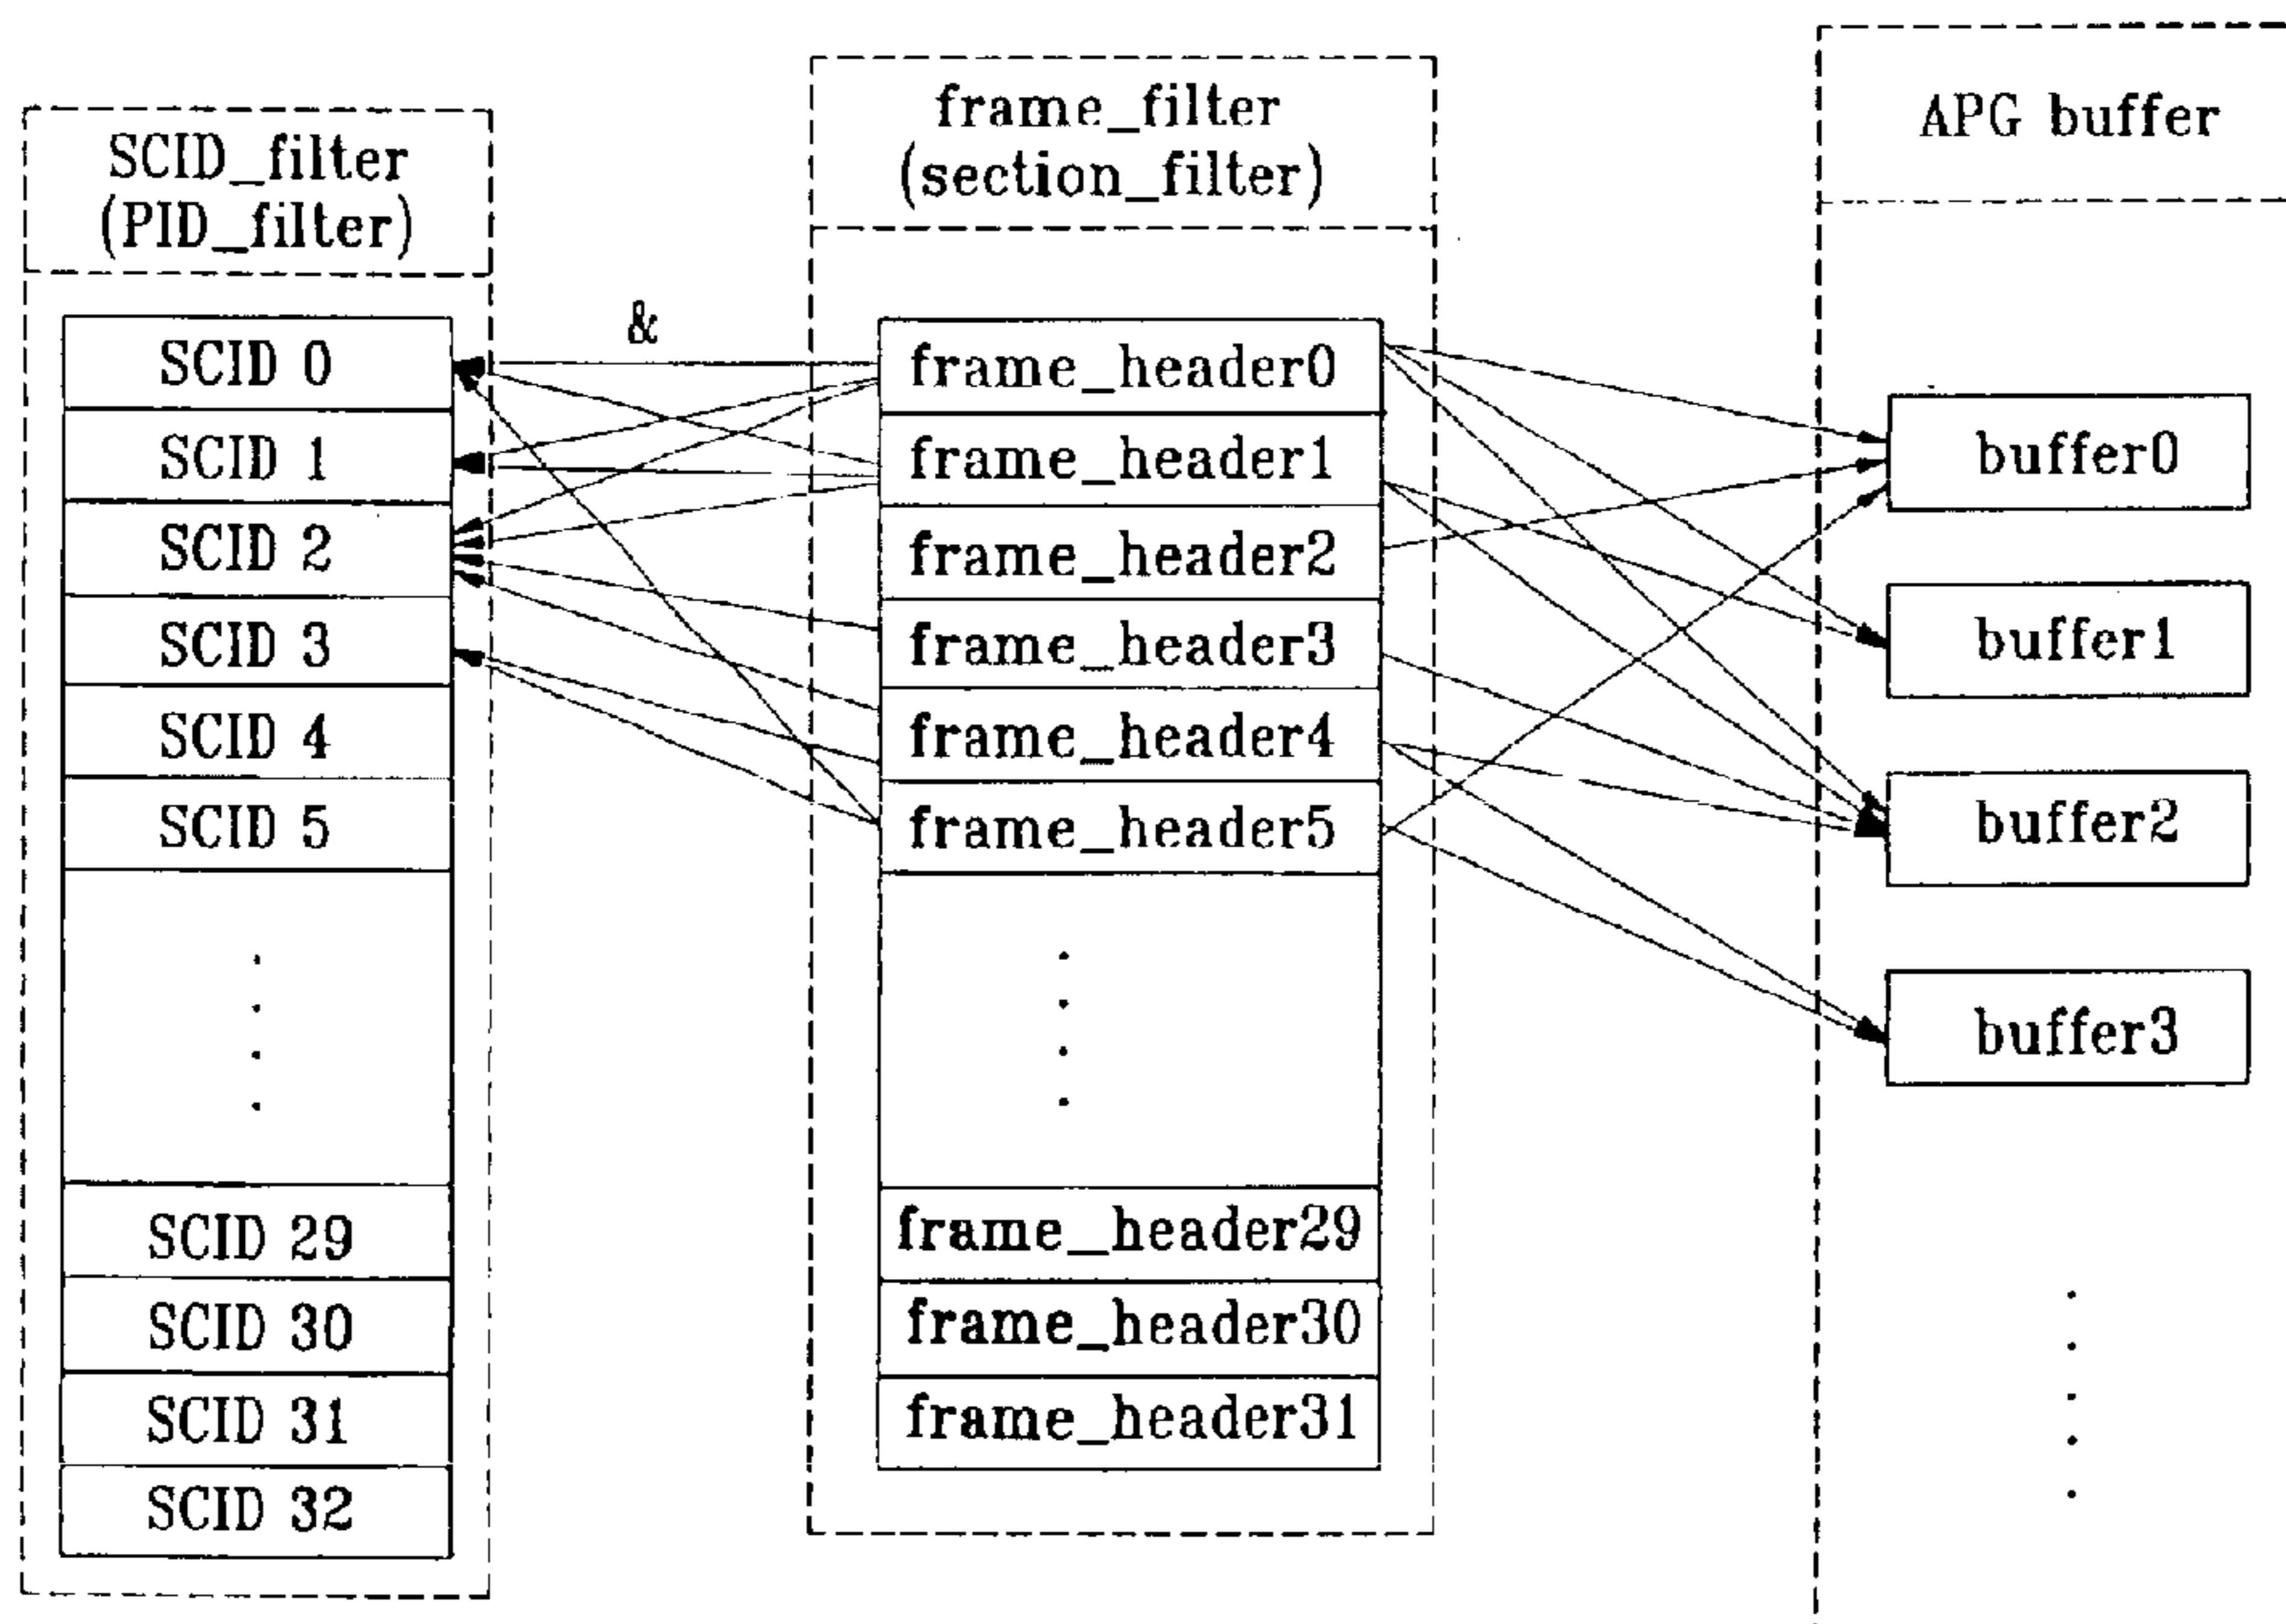 SCID_filter
(PID_filter)
SCID 0
SCID 1
SCID 2
SCID 3
SCID 4
SCID 5
SCID 29
SCID 30
SCID 31
SCID 32
&
frame_filter
(section_filter)
frame_header0
frame_header1
frame_header2
frame_header3
frame_header4
frame_header5
frame_header29
frame_header30
frame_header31
APG buffer
buffer0
buffer1
buffer2
buffer3